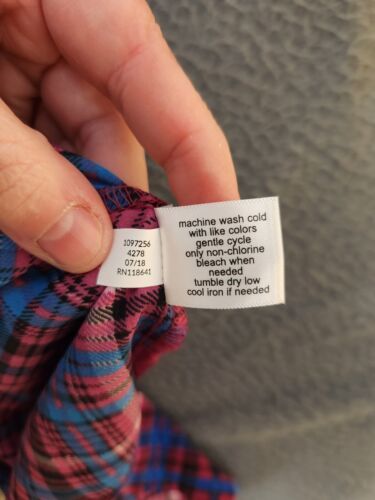 1097256
4278
07/18
RN118641
machine wash cold
with like colors
gentle cycle
only non-chlorine
bleach when
needed
tumble dry low
cool iron if needed